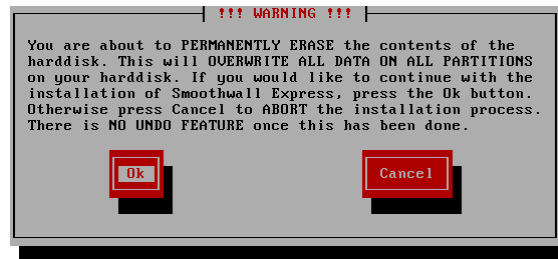 !!! WARNING !!!
You are about to PERMANENTLY ERASE the contents of the
harddisk. This will OVERWRITE ALL DATA ON ALL PARTITIONS
on your harddisk. If you would like to continue with the
installation of Smoothwall Express, press the Ok button.
Otherwise press Cancel to ABORT the installation process.
There is NO UNDO FEATURE once this has been done.
Ok Cancel